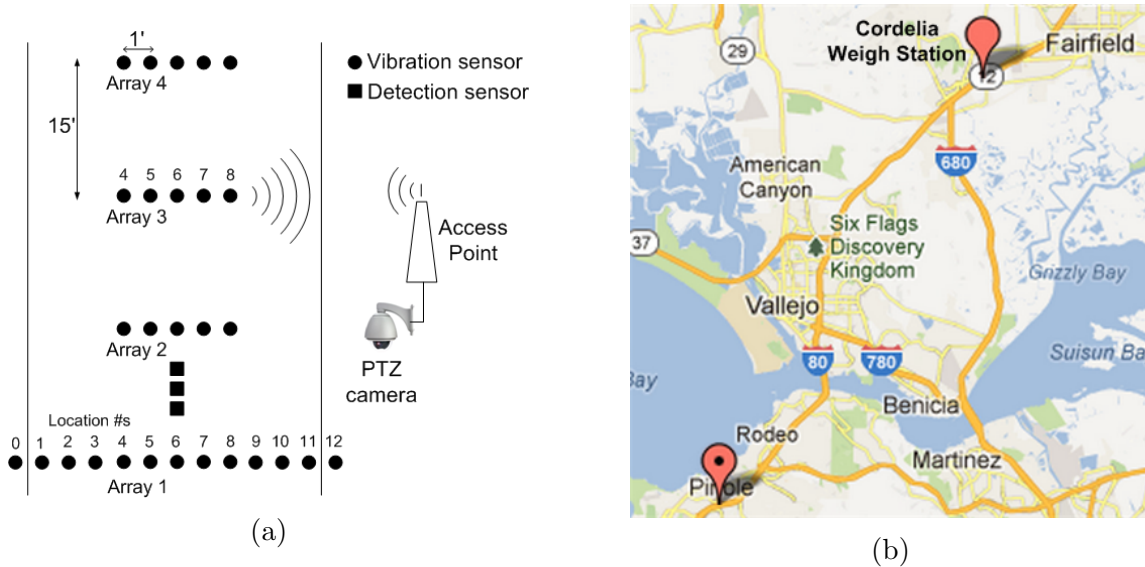 1'
Array 4
15'
Vibration sensor
Detection sensor
4 5 6 7 8
Array 3
Access
Point
Array 2
PTZ
camera
Location #s
0 1 2 3 4 5 6 7 8 9 10 11 12
Array 1
(a)
Cordelia
Weigh Station
29
Fairfield
12
680
American
Canyon
37
Six Flags
Discovery
Kingdom
Grizzly Bay
Vallejo
80
780
Suisun Ba
Bay
Benicia
Rodeo
Martinez
Pinole
(b)